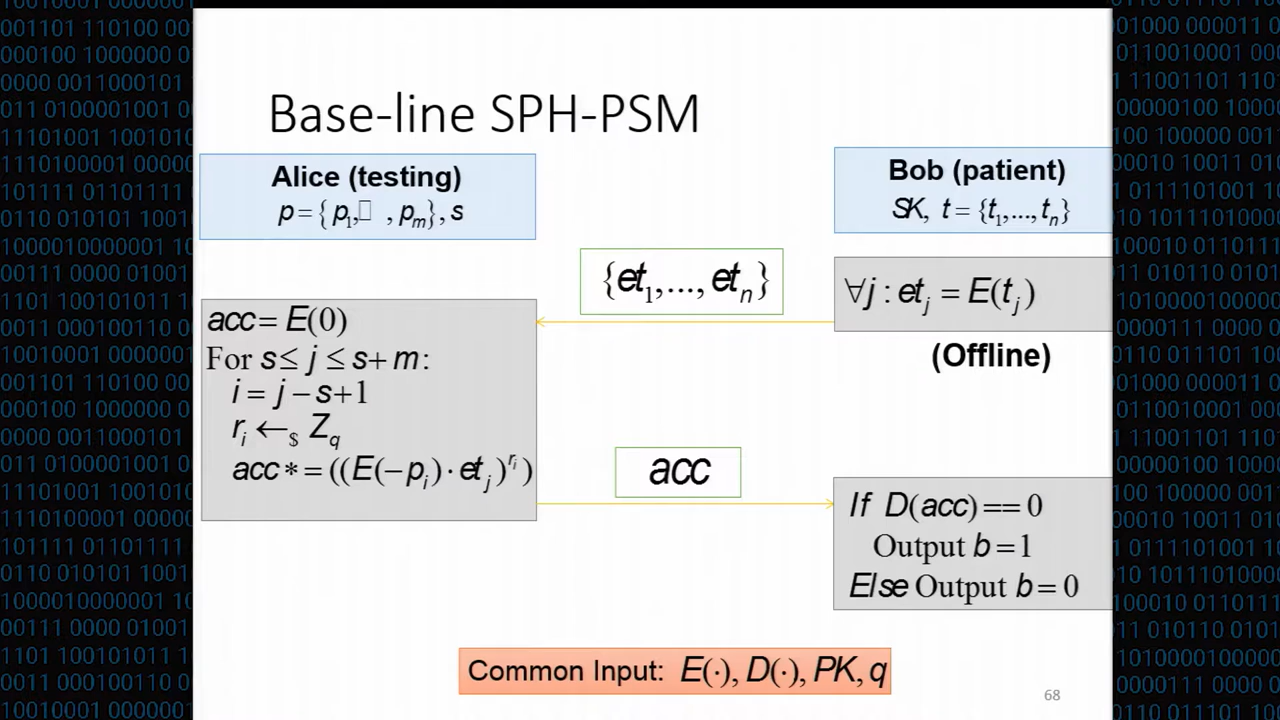 Base-line SPH-PSM
Alice (testing)
p={p₁,□ ,pₘ},s
Bob (patient)
SK, t={t₁,...,tₙ}
{et₁,...,etₙ}
∀j : etⱼ = E(tⱼ)
(Offline)
acc= E(0)
For s≤ j ≤ s+m:
i = j−s+1
rᵢ ←$ Z_q
acc*=((E(−pᵢ)·etⱼ)^{rᵢ})
acc
If D(acc)==0
Output b=1
Else Output b=0
Common Input: E(·), D(·), PK, q
68